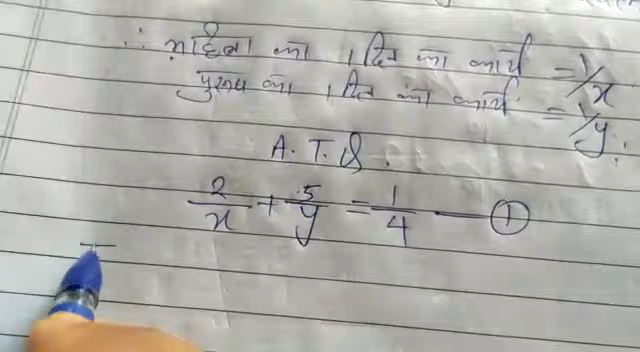 ∴ महिला का 1 दिन का कार्य = 1/x
पुरुष का 1 दिन का कार्य = 1/y
A. T. Q.
2/x + 5/y = 1/4 — ①